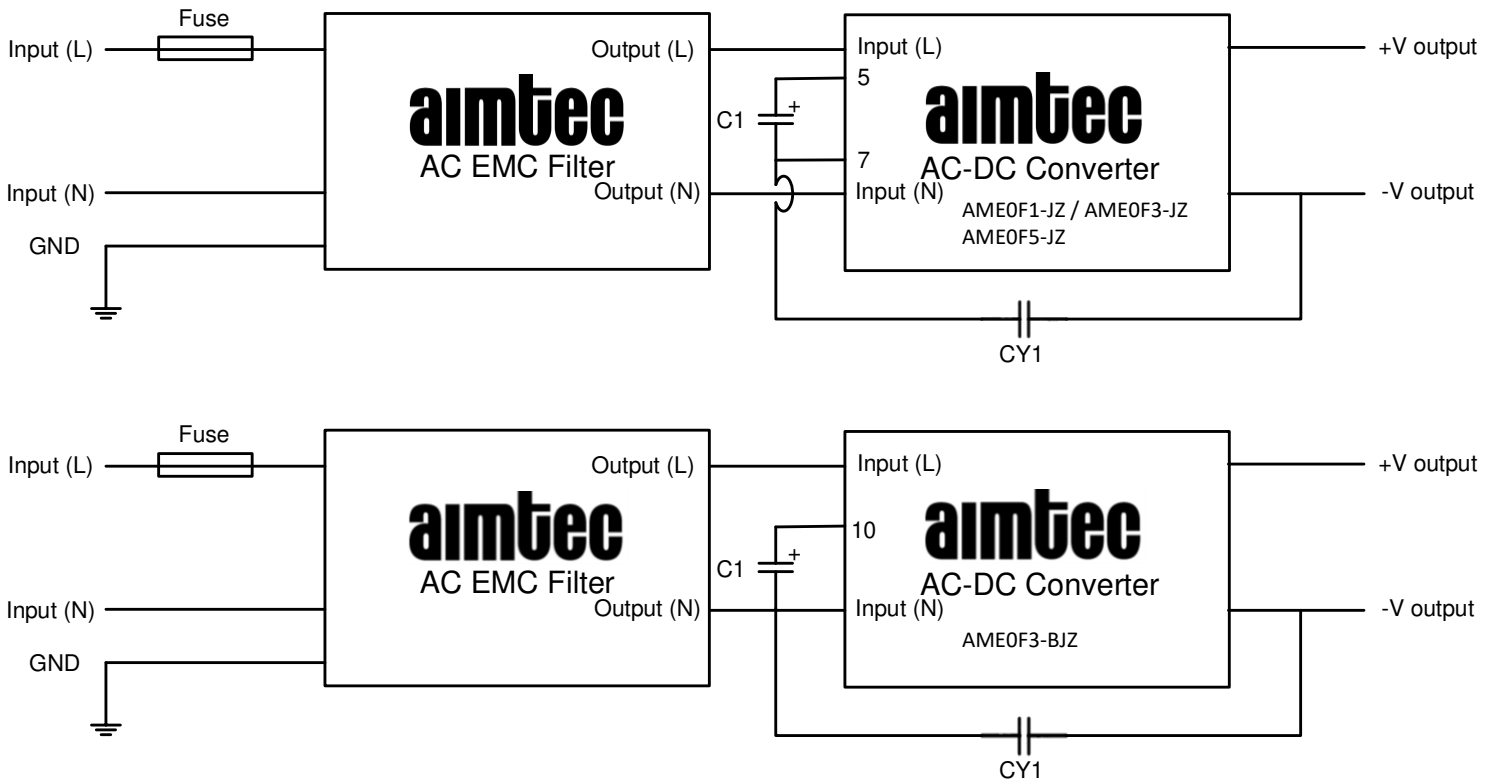 Fuse
Input (L)
Output (L)
Input (L)
+V output
5
aimtec
aimtec
C1
+
AC EMC Filter
7
AC-DC Converter
Input (N)
Output (N)
Input (N)
-V output
AME0F1-JZ / AME0F3-JZ
AME0F5-JZ
GND
CY1
Fuse
Input (L)
Output (L)
Input (L)
+V output
10
aimtec
aimtec
C1
+
AC EMC Filter
AC-DC Converter
Input (N)
Output (N)
Input (N)
-V output
AME0F3-BJZ
GND
CY1